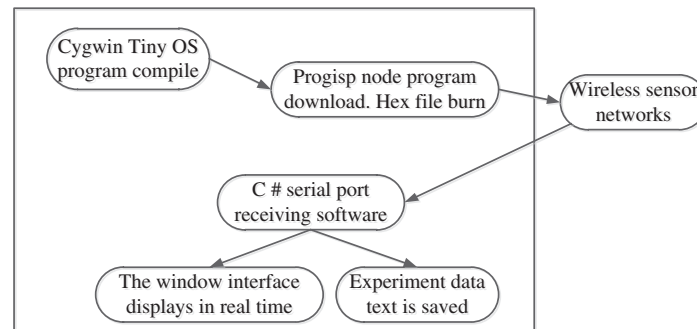 Cygwin Tiny OS
program compile
Progisp node program
download. Hex file burn
Wireless sensor
networks
C # serial port
receiving software
The window interface
displays in real time
Experiment data
text is saved